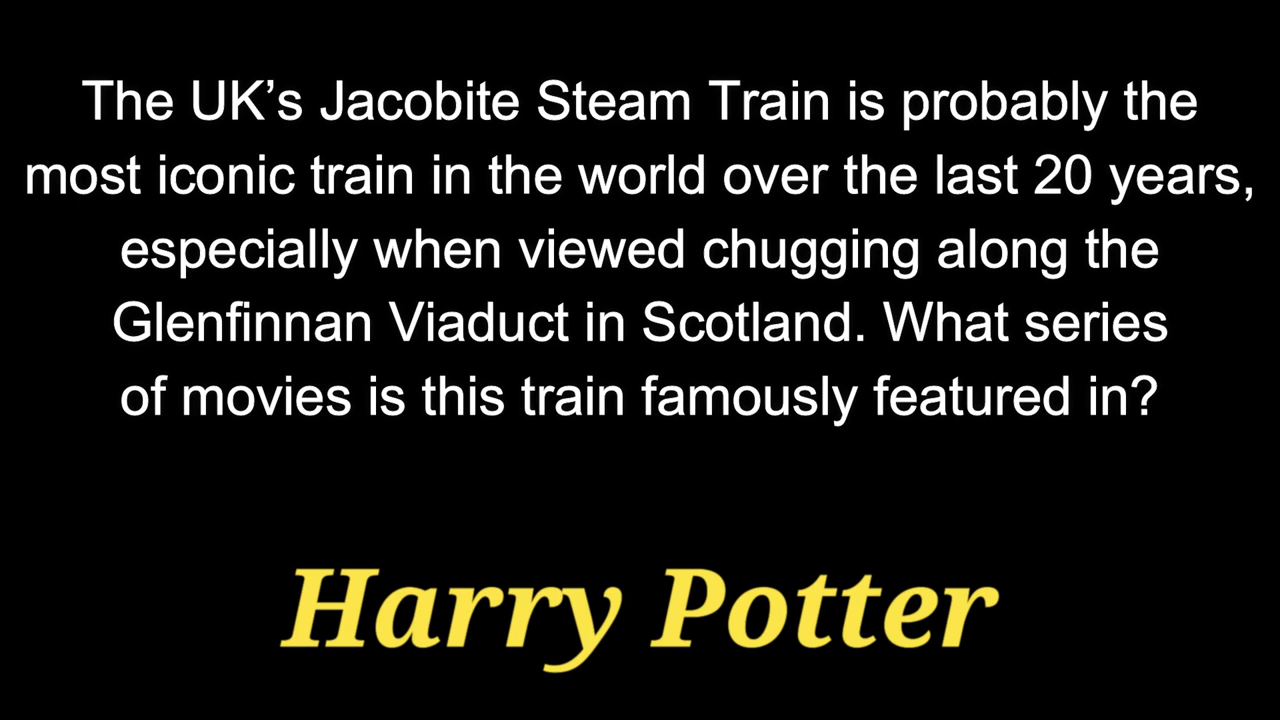 The UK’s Jacobite Steam Train is probably the
most iconic train in the world over the last 20 years,
especially when viewed chugging along the
Glenfinnan Viaduct in Scotland. What series
of movies is this train famously featured in?
Harry Potter